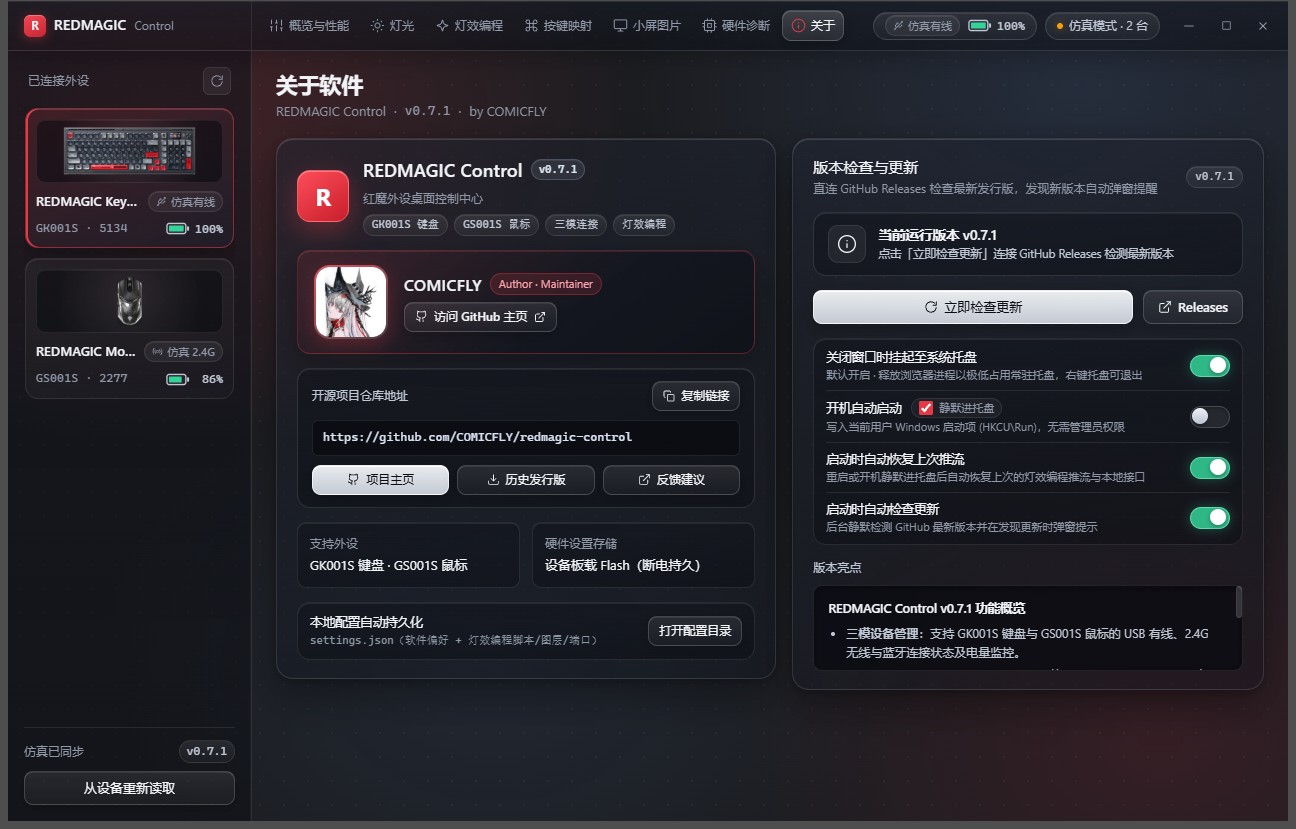 R REDMAGIC Control
概览与性能
灯光
灯效编程
按键映射
小屏图片
硬件诊断
关于
仿真有线 100%
仿真模式 · 2 台
已连接外设
REDMAGIC Key... 仿真有线
GK001S · 5134 100%
REDMAGIC Mo... 仿真 2.4G
GS001S · 2277 86%
仿真已同步 v0.7.1
从设备重新读取
关于软件
REDMAGIC Control · v0.7.1 · by COMICFLY
R
REDMAGIC Control v0.7.1
红魔外设桌面控制中心
GK001S 键盘 GS001S 鼠标 三模连接 灯效编程
COMICFLY Author · Maintainer
访问 GitHub 主页
开源项目仓库地址 复制链接
https://github.com/COMICFLY/redmagic-control
项目主页 历史发行版 反馈建议
支持外设
GK001S 键盘 · GS001S 鼠标
硬件设置存储
设备板载 Flash（断电持久）
本地配置自动持久化
settings.json（软件偏好 + 灯效编程脚本/图层/端口）
打开配置目录
版本检查与更新
直连 GitHub Releases 检查最新发行版，发现新版本自动弹窗提醒
v0.7.1
当前运行版本 v0.7.1
点击「立即检查更新」连接 GitHub Releases 检测最新版本
立即检查更新 Releases
关闭窗口时挂起至系统托盘
默认开启 · 释放浏览器进程以极低占用常驻托盘，右键托盘可退出
开机自动启动 静默进托盘
写入当前用户 Windows 启动项 (HKCU\Run)，无需管理员权限
启动时自动恢复上次推流
重启或开机静默进托盘后自动恢复上次的灯效编程推流与本地接口
启动时自动检查更新
后台静默检测 GitHub 最新版本并在发现更新时弹窗提示
版本亮点
REDMAGIC Control v0.7.1 功能概览
• 三模设备管理：支持 GK001S 键盘与 GS001S 鼠标的 USB 有线、2.4G
无线与蓝牙连接状态及电量监控。